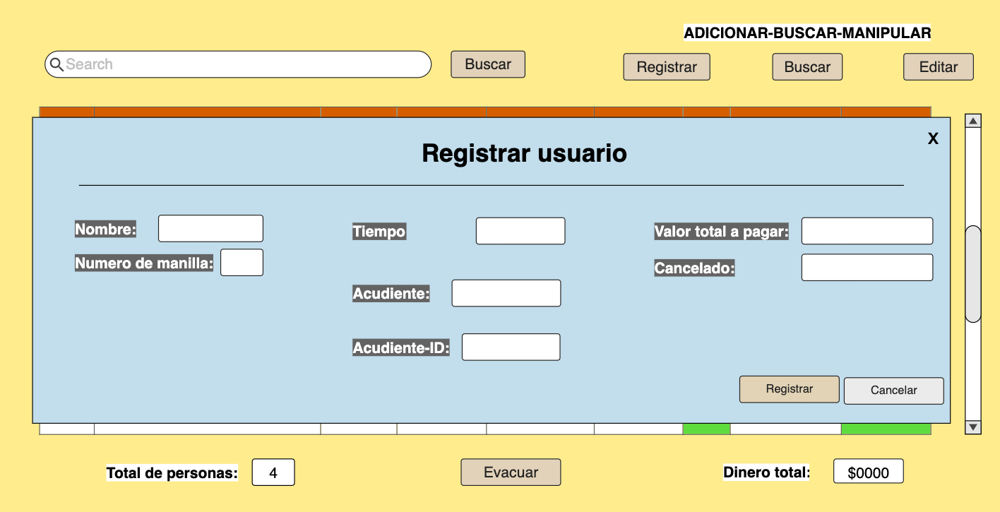 ADICIONAR-BUSCAR-MANIPULAR
Search
Buscar
Registrar
Buscar
Editar
X
Registrar usuario
Nombre:
Tiempo
Valor total a pagar:
Numero de manilla:
Cancelado:
Acudiente:
Acudiente-ID:
Registrar
Cancelar
Total de personas:
4
Evacuar
Dinero total:
$0000